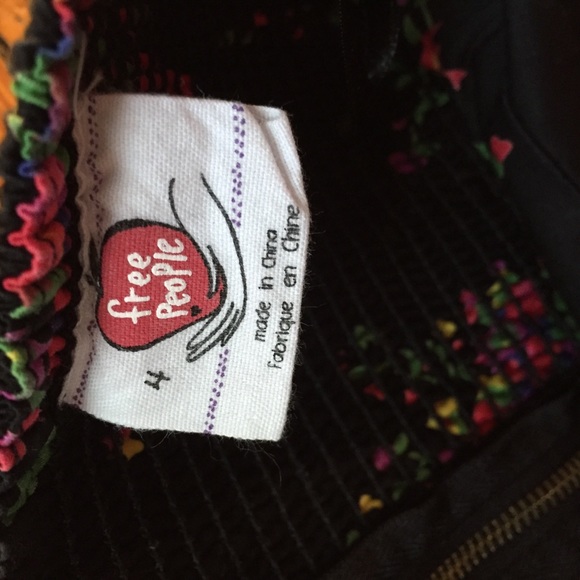 free
People
4
made in China
Fabrique en Chine